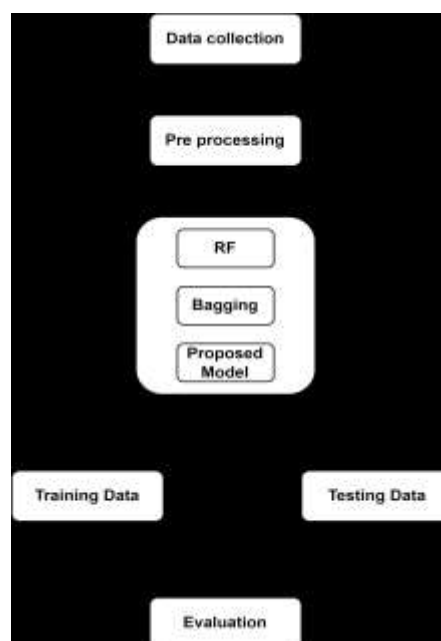 Data collection
Pre processing
RF
Bagging
Proposed
Model
Training Data
Testing Data
Evaluation